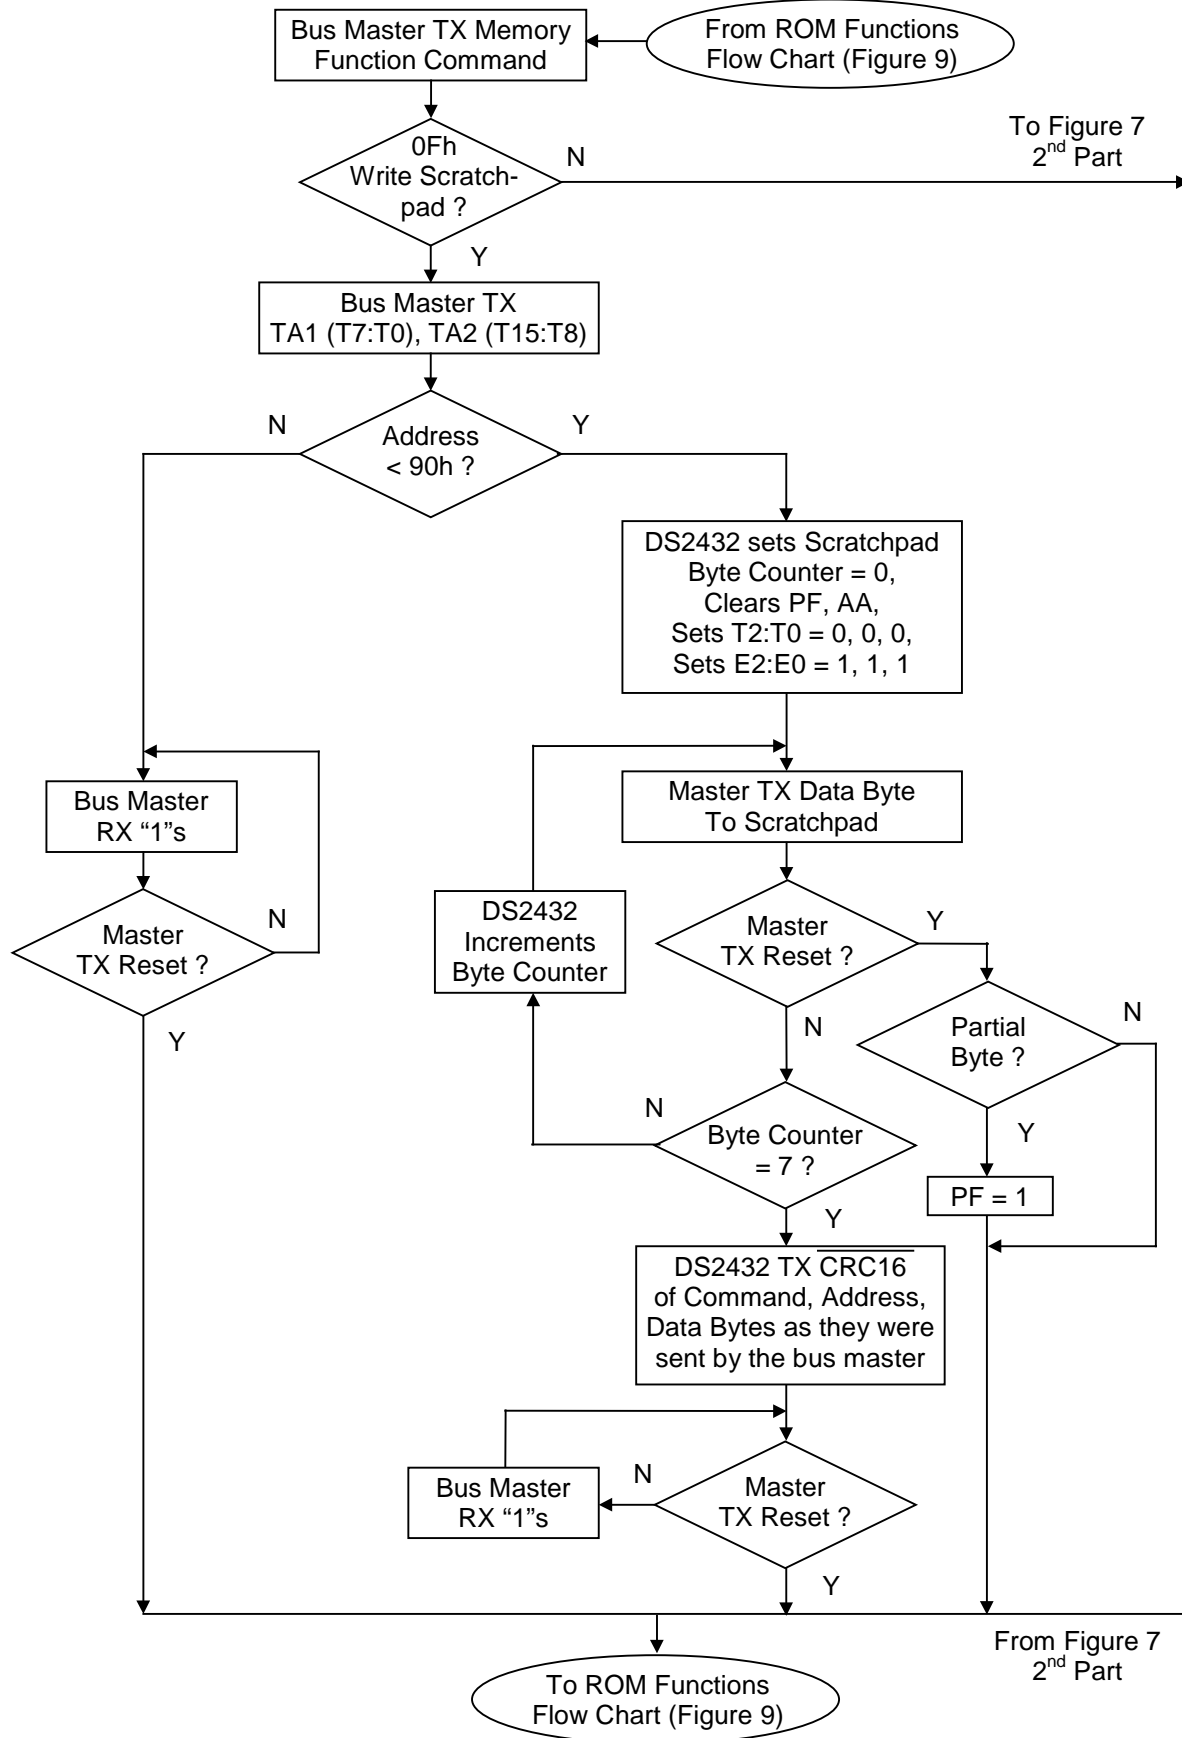 Bus Master TX Memory
Function Command
From ROM Functions
Flow Chart (Figure 9)
To Figure 7
2nd Part
0Fh
Write Scratch-
pad ?
N
Y
Bus Master TX
TA1 (T7:T0), TA2 (T15:T8)
N
Address
< 90h ?
Y
DS2432 sets Scratchpad
Byte Counter = 0,
Clears PF, AA,
Sets T2:T0 = 0, 0, 0,
Sets E2:E0 = 1, 1, 1
Bus Master
RX “1”s
Master TX Data Byte
To Scratchpad
Master
TX Reset ?
N
Y
DS2432
Increments
Byte Counter
Master
TX Reset ?
Y
N
Partial
Byte ?
N
Y
PF = 1
N
Byte Counter
= 7 ?
Y
DS2432 TX CRC16
of Command, Address,
Data Bytes as they were
sent by the bus master
Bus Master
RX “1”s
N
Master
TX Reset ?
Y
From Figure 7
2nd Part
To ROM Functions
Flow Chart (Figure 9)